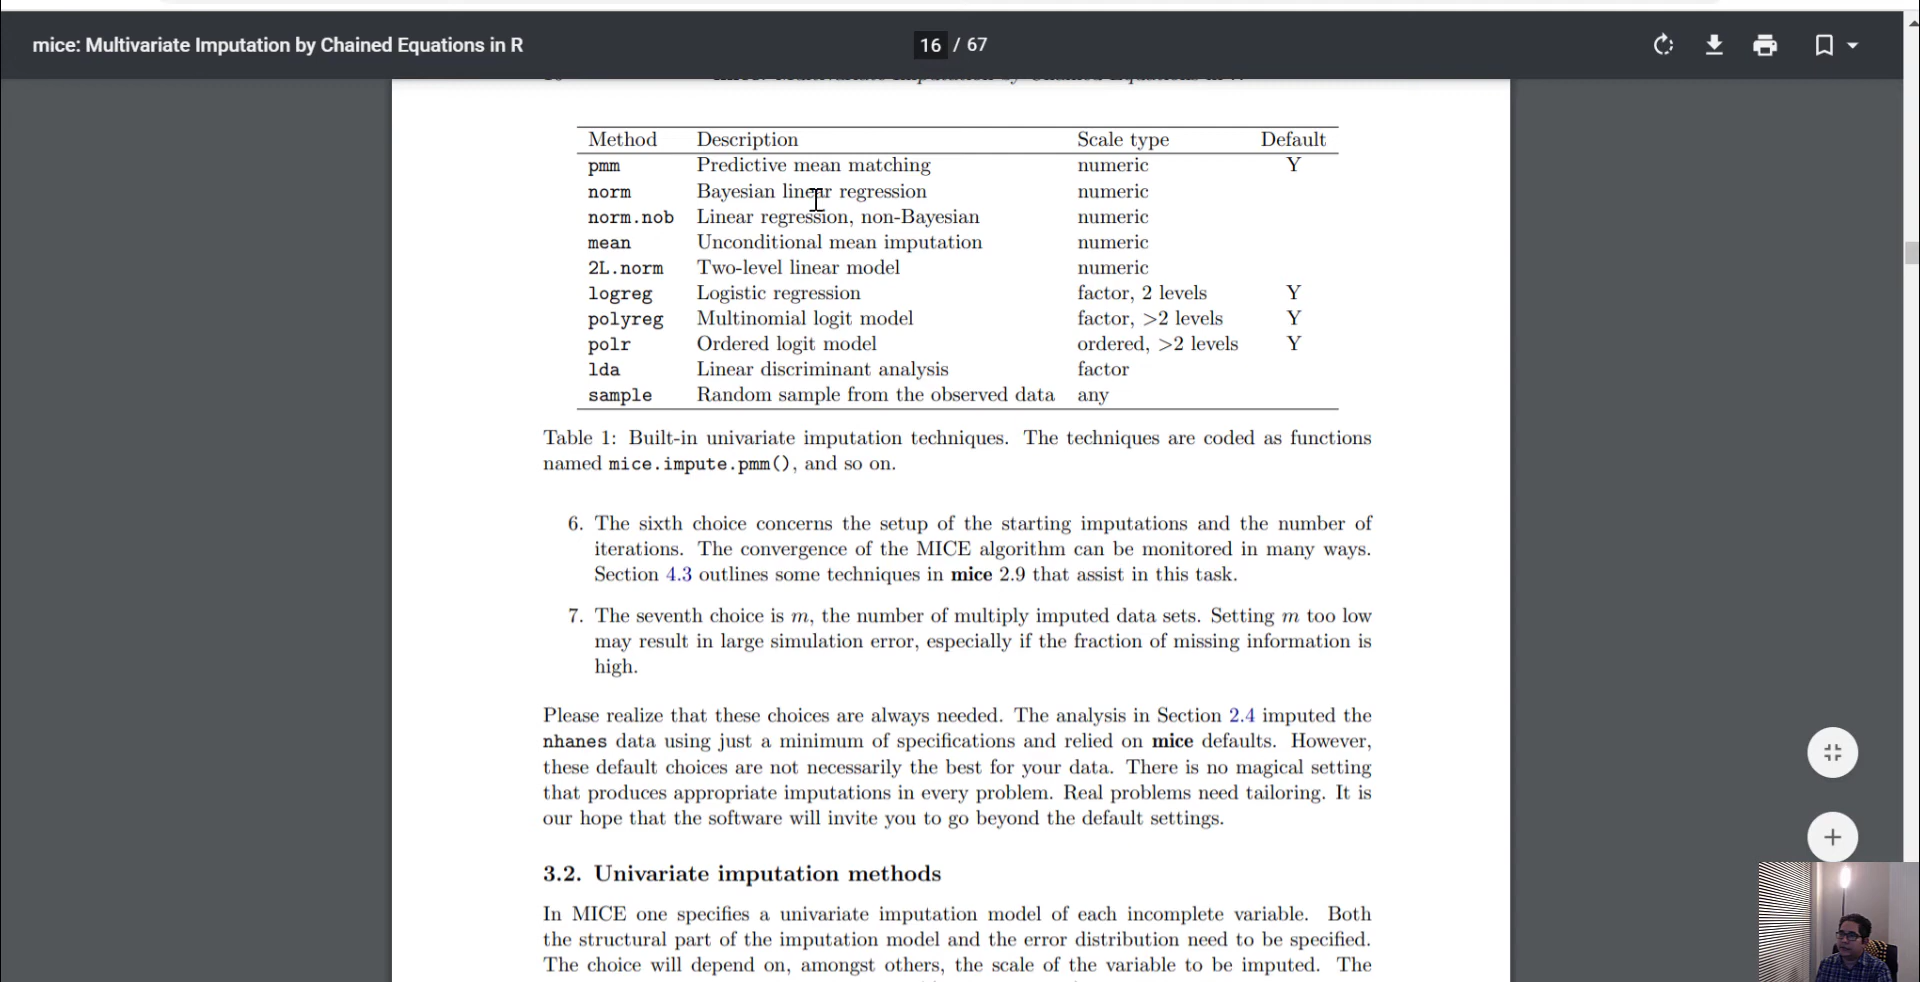 mice: Multivariate Imputation by Chained Equations in R
16 / 67
Method Description Scale type Default
pmm Predictive mean matching numeric Y
norm Bayesian linear regression numeric
norm.nob Linear regression, non-Bayesian numeric
mean Unconditional mean imputation numeric
2L.norm Two-level linear model numeric
logreg Logistic regression factor, 2 levels Y
polyreg Multinomial logit model factor, >2 levels Y
polr Ordered logit model ordered, >2 levels Y
lda Linear discriminant analysis factor
sample Random sample from the observed data any
Table 1: Built-in univariate imputation techniques. The techniques are coded as functions
named mice.impute.pmm(), and so on.
6. The sixth choice concerns the setup of the starting imputations and the number of
iterations. The convergence of the MICE algorithm can be monitored in many ways.
Section 4.3 outlines some techniques in mice 2.9 that assist in this task.
7. The seventh choice is m, the number of multiply imputed data sets. Setting m too low
may result in large simulation error, especially if the fraction of missing information is
high.
Please realize that these choices are always needed. The analysis in Section 2.4 imputed the
nhanes data using just a minimum of specifications and relied on mice defaults. However,
these default choices are not necessarily the best for your data. There is no magical setting
that produces appropriate imputations in every problem. Real problems need tailoring. It is
our hope that the software will invite you to go beyond the default settings.
3.2. Univariate imputation methods
In MICE one specifies a univariate imputation model of each incomplete variable. Both
the structural part of the imputation model and the error distribution need to be specified.
The choice will depend on, amongst others, the scale of the variable to be imputed. The